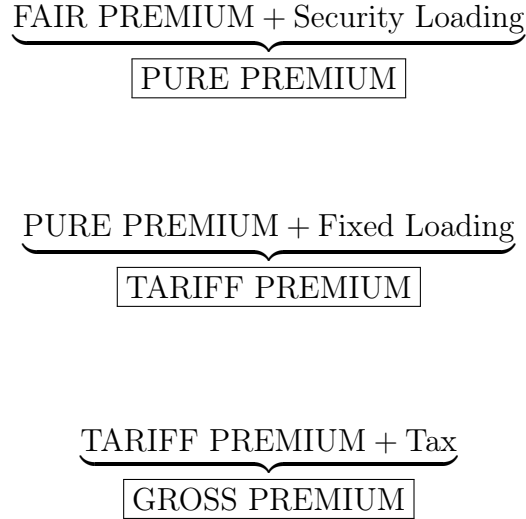 FAIR PREMIUM + Security Loading
PURE PREMIUM
PURE PREMIUM + Fixed Loading
TARIFF PREMIUM
TARIFF PREMIUM + Tax
GROSS PREMIUM